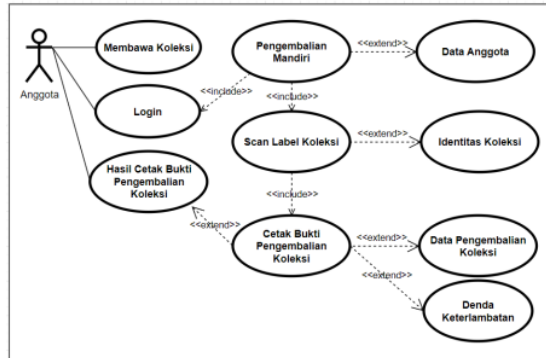 Membawa Koleksi
Pengembalian
Mandiri
<<extend>>
Data Anggota
Anggota
<<include>>
<<include>>
Login
Scan Label Koleksi
<<extend>>
Identitas Koleksi
Hasil Cetak Bukti
Pengembalian
Koleksi
<<include>>
<<extend>>
Cetak Bukti
Pengembalian
Koleksi
<<extend>>
Data Pengembalian
Koleksi
<<extend>>
Denda
Keterlambatan